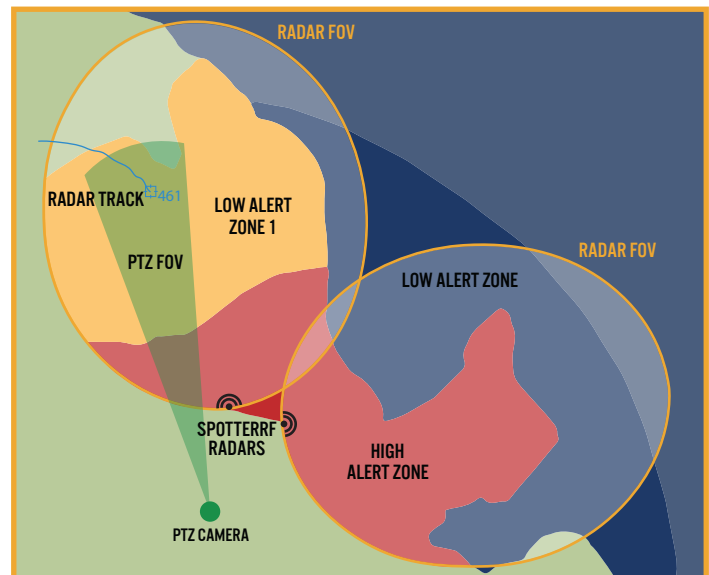 RADAR FOV
RADAR TRACK
461
LOW ALERT
ZONE 1
PTZ FOV
RADAR FOV
LOW ALERT ZONE
SPOTTERRF
RADARS
HIGH
ALERT ZONE
PTZ CAMERA